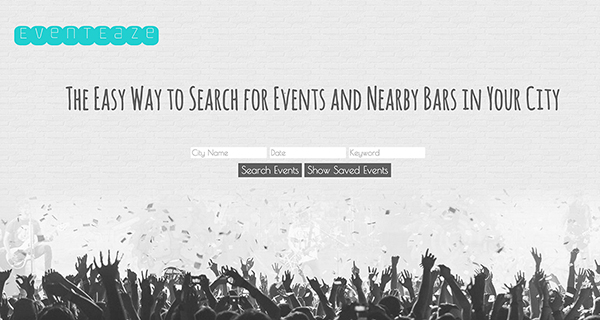 EVENTEAZE
The Easy Way to Search for Events and Nearby Bars in Your City
City Name Date Keyword
Search Events Show Saved Events